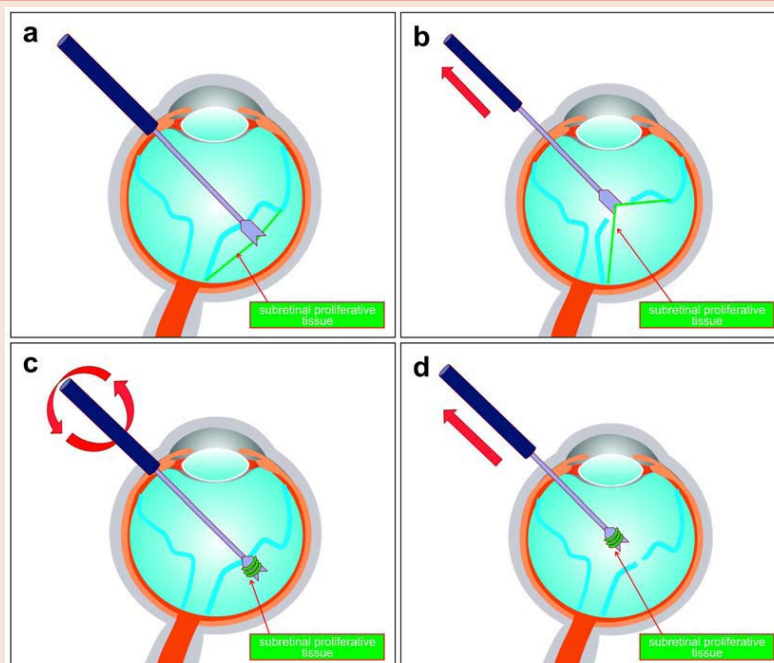 a
b
subretinal proliferative
tissue
subretinal proliferative
tissue
c
d
subretinal proliferative
tissue
subretinal proliferative
tissue